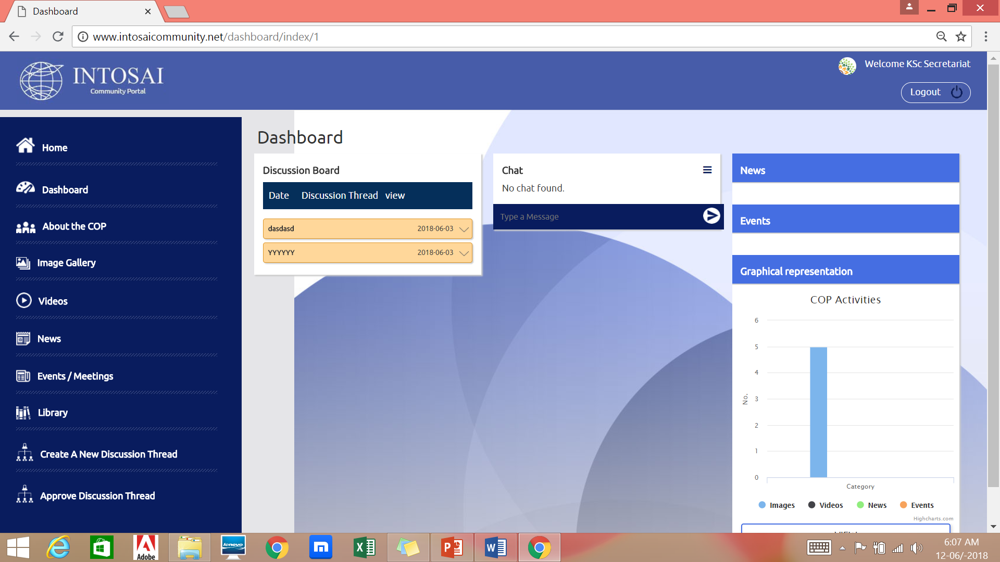 Dashboard
www.intosaicommunity.net/dashboard/index/1
INTOSAI
Community Portal
Welcome KSc Secretariat
Logout
Home
Dashboard
About the COP
Image Gallery
Videos
News
Events / Meetings
Library
Create A New Discussion Thread
Approve Discussion Thread
Dashboard
Discussion Board
Date Discussion Thread view
dasdasd 2018-06-03
YYYYYY 2018-06-03
Chat
No chat found.
Type a Message
News
Events
Graphical representation
COP Activities
6
5
4
3
2
1
0
No.
Category
Images Videos News Events
Highcharts.com
Adobe
lenovo
6:07 AM
12-06/-2018